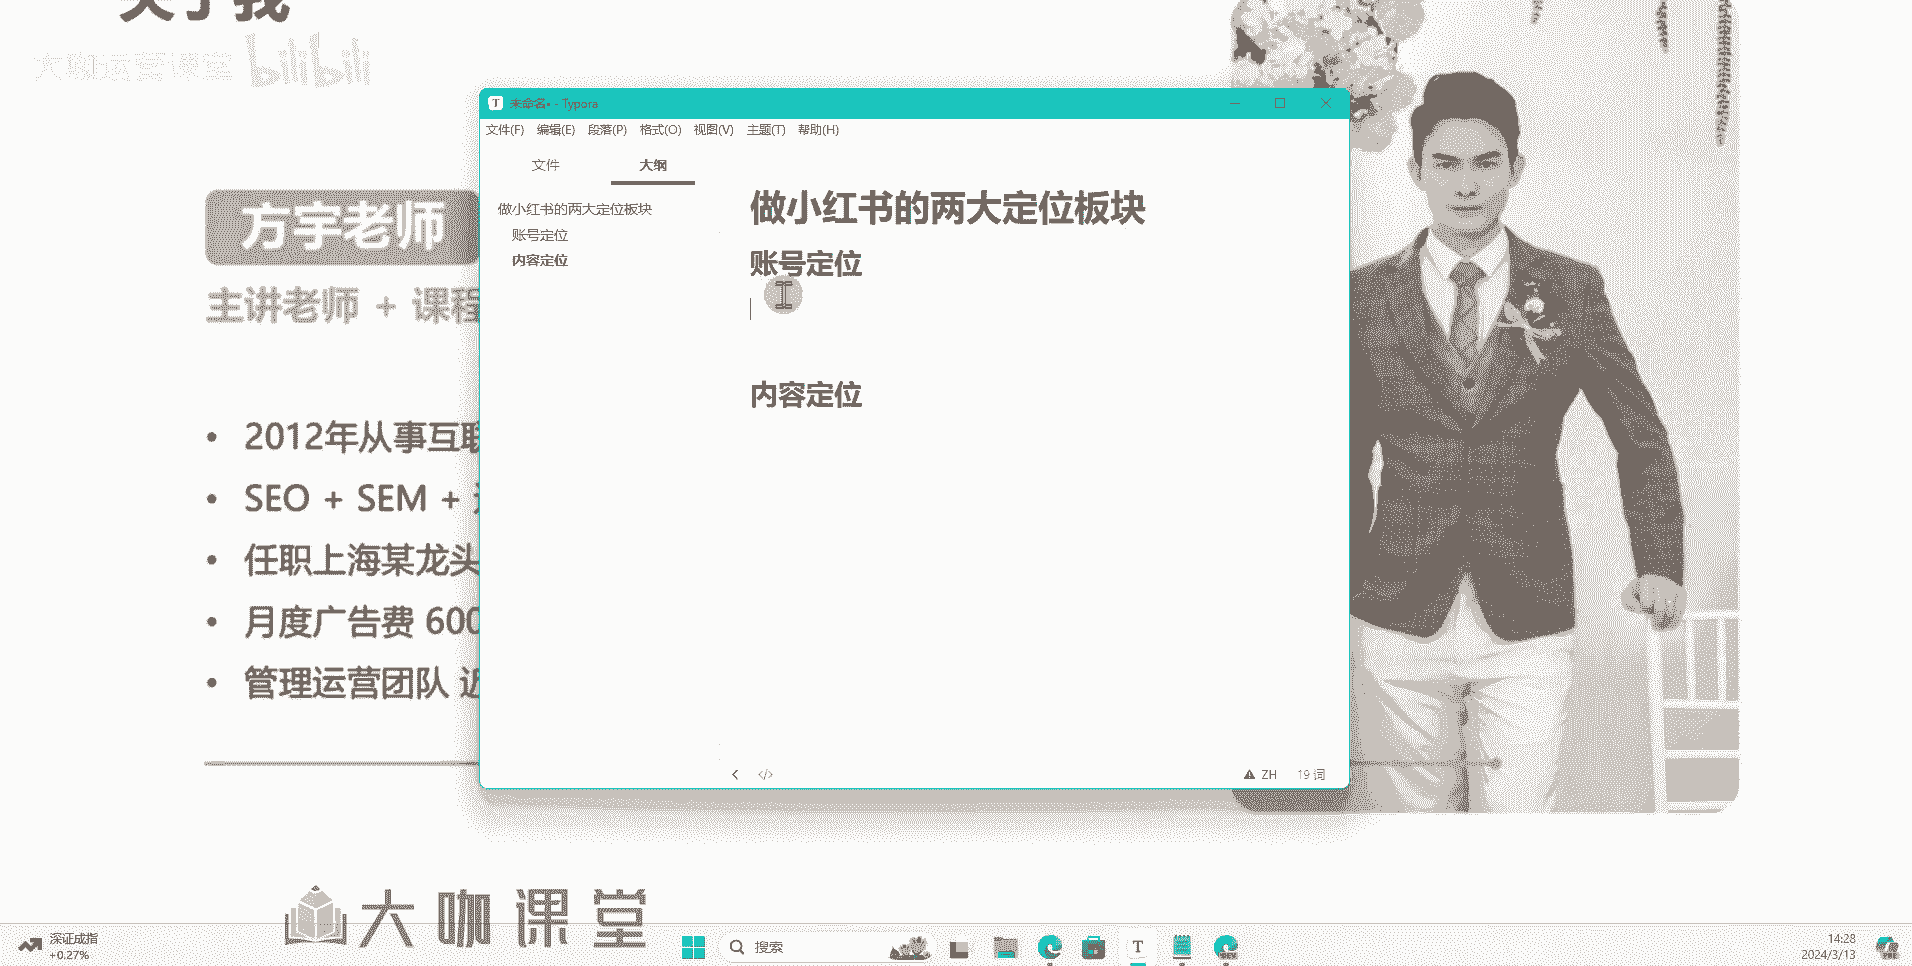 关于我
大咖运营课堂 bilibili
方宇老师
主讲老师 + 课程
2012年从事互联
SEO + SEM +
任职上海某龙头
月度广告费 600
管理运营团队 近
未命名• - Typora
文件(F) 编辑(E) 段落(P) 格式(O) 视图(V) 主题(T) 帮助(H)
文件 大纲
做小红书的两大定位板块
账号定位
内容定位
做小红书的两大定位板块
账号定位
内容定位
ZH 19 词
大咖课堂
深证成指
+0.27%
搜索
14:28
2024/3/13